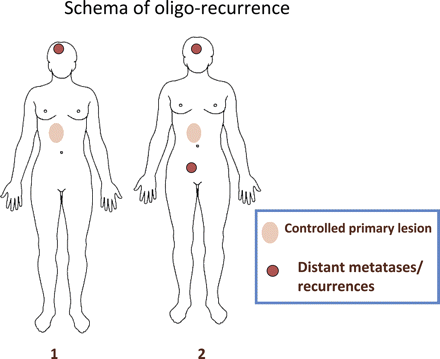 Schema of oligo-recurrence
Controlled primary lesion
Distant metatases/
recurrences
1
2